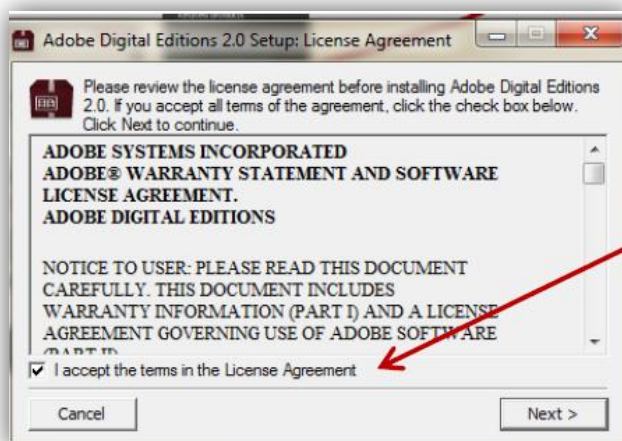 Adobe Digital Editions 2.0 Setup: License Agreement
Please review the license agreement before installing Adobe Digital Editions
2.0. If you accept all terms of the agreement, click the check box below.
Click Next to continue.
ADOBE SYSTEMS INCORPORATED
ADOBE® WARRANTY STATEMENT AND SOFTWARE
LICENSE AGREEMENT.
ADOBE DIGITAL EDITIONS
NOTICE TO USER: PLEASE READ THIS DOCUMENT
CAREFULLY. THIS DOCUMENT INCLUDES
WARRANTY INFORMATION (PART I) AND A LICENSE
AGREEMENT GOVERNING USE OF ADOBE SOFTWARE
(PART II)
I accept the terms in the License Agreement
Cancel
Next >